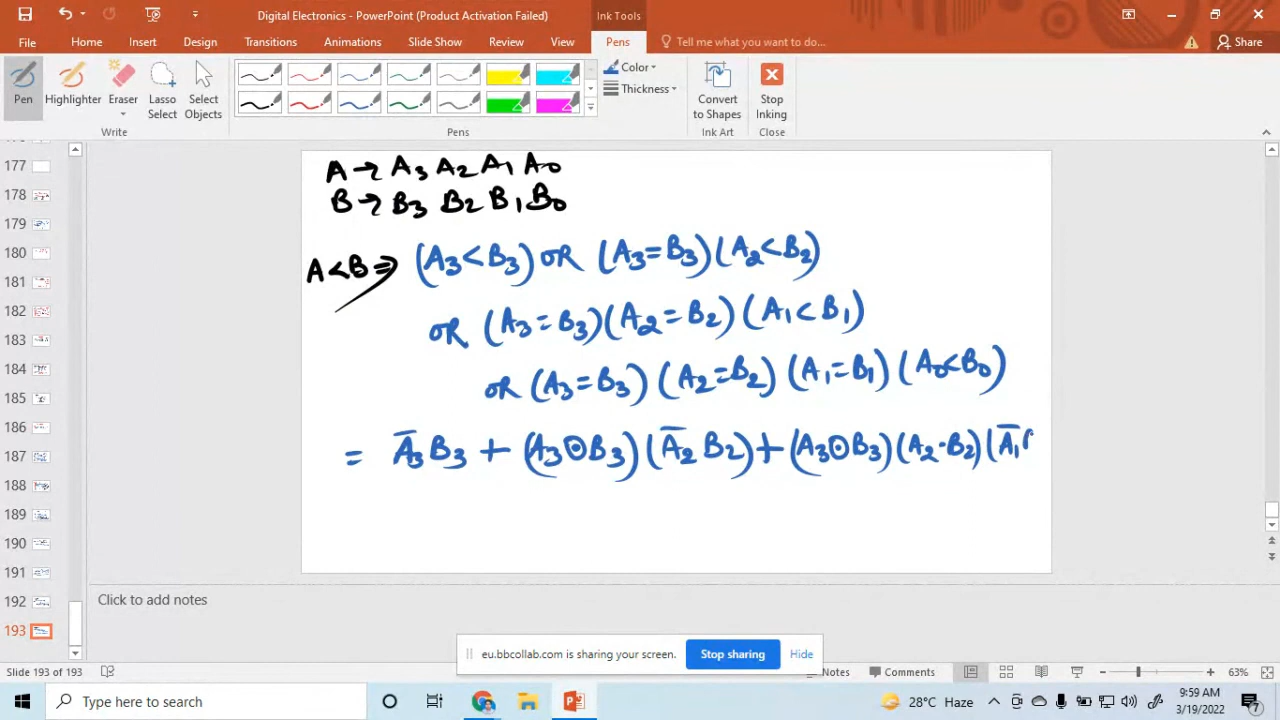 Digital Electronics - PowerPoint (Product Activation Failed)
Ink Tools
File Home Insert Design Transitions Animations Slide Show Review View Pens Tell me what you want to do... Share
Pen Highlighter Eraser Lasso Select Select Objects
Color
Thickness
Convert to Shapes
Stop Inking
Write Pens Ink Art Close
177
178
179
180
181
182
183
184
185
186
187
188
189
190
191
192
193
A → A3 A2 A1 A0
B → B3 B2 B1 B0
A<B ⇒ (A3<B3) OR (A3=B3)(A2<B2)
OR (A3=B3)(A2=B2)(A1<B1)
OR (A3=B3)(A2=B2)(A1=B1)(A0<B0)
= A̅3B3 + (A3⊙B3)(A̅2B2)+(A3⊙B3)(A2·B2)(A̅1
Click to add notes
eu.bbcollab.com is sharing your screen. Stop sharing Hide
Slide 193 of 193 Notes Comments 63%
Type here to search
28°C Haze
9:59 AM
3/19/2022
7